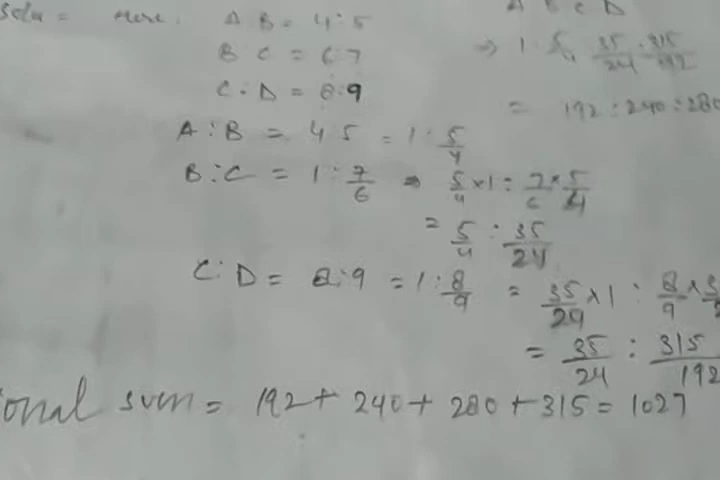 Soln = Here, A B = 4:5
B C = 6:7
C:D = 8:9
A B C D
⇒ 1 : 5/4 : 35/24 : 315/192
= 192 : 240 : 280
A:B = 4 5 = 1 : 5/4
B:C = 1 : 7/6 ⇒ 5/4 × 1 : 7/6 × 5/4
= 5/4 : 35/24
C:D = 8:9 = 1 : 8/9 = 35/24 × 1 : 8/9 ×
= 35/24 : 315/192
ional sum = 192 + 240 + 280 + 315 = 1027